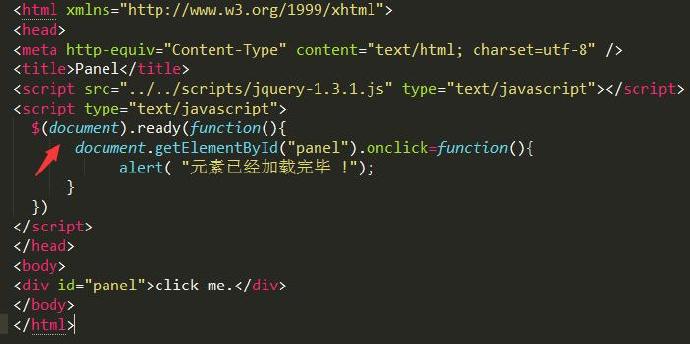 <html xmlns="http://www.w3.org/1999/xhtml">
<head>
<meta http-equiv="Content-Type" content="text/html; charset=utf-8" />
<title>Panel</title>
<script src="../../scripts/jquery-1.3.1.js" type="text/javascript"></script>
<script type="text/javascript">
$(document).ready(function(){
document.getElementById("panel").onclick=function(){
alert( "元素已经加载完毕 !");
}
})
</script>
</head>
<body>
<div id="panel">click me.</div>
</body>
</html>